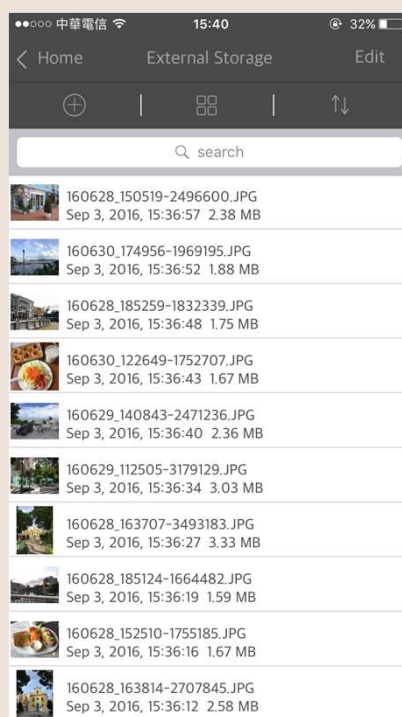 中華電信 15:40 32%
Home External Storage Edit
search
160628_150519-2496600.JPG
Sep 3, 2016, 15:36:57 2.38 MB
160630_174956-1969195.JPG
Sep 3, 2016, 15:36:52 1.88 MB
160628_185259-1832339.JPG
Sep 3, 2016, 15:36:48 1.75 MB
160630_122649-1752707.JPG
Sep 3, 2016, 15:36:43 1.67 MB
160629_140843-2471236.JPG
Sep 3, 2016, 15:36:40 2.36 MB
160629_112505-3179129.JPG
Sep 3, 2016, 15:36:34 3.03 MB
160628_163707-3493183.JPG
Sep 3, 2016, 15:36:27 3.33 MB
160628_185124-1664482.JPG
Sep 3, 2016, 15:36:19 1.59 MB
160628_152510-1755185.JPG
Sep 3, 2016, 15:36:16 1.67 MB
160628_163814-2707845.JPG
Sep 3, 2016, 15:36:12 2.58 MB